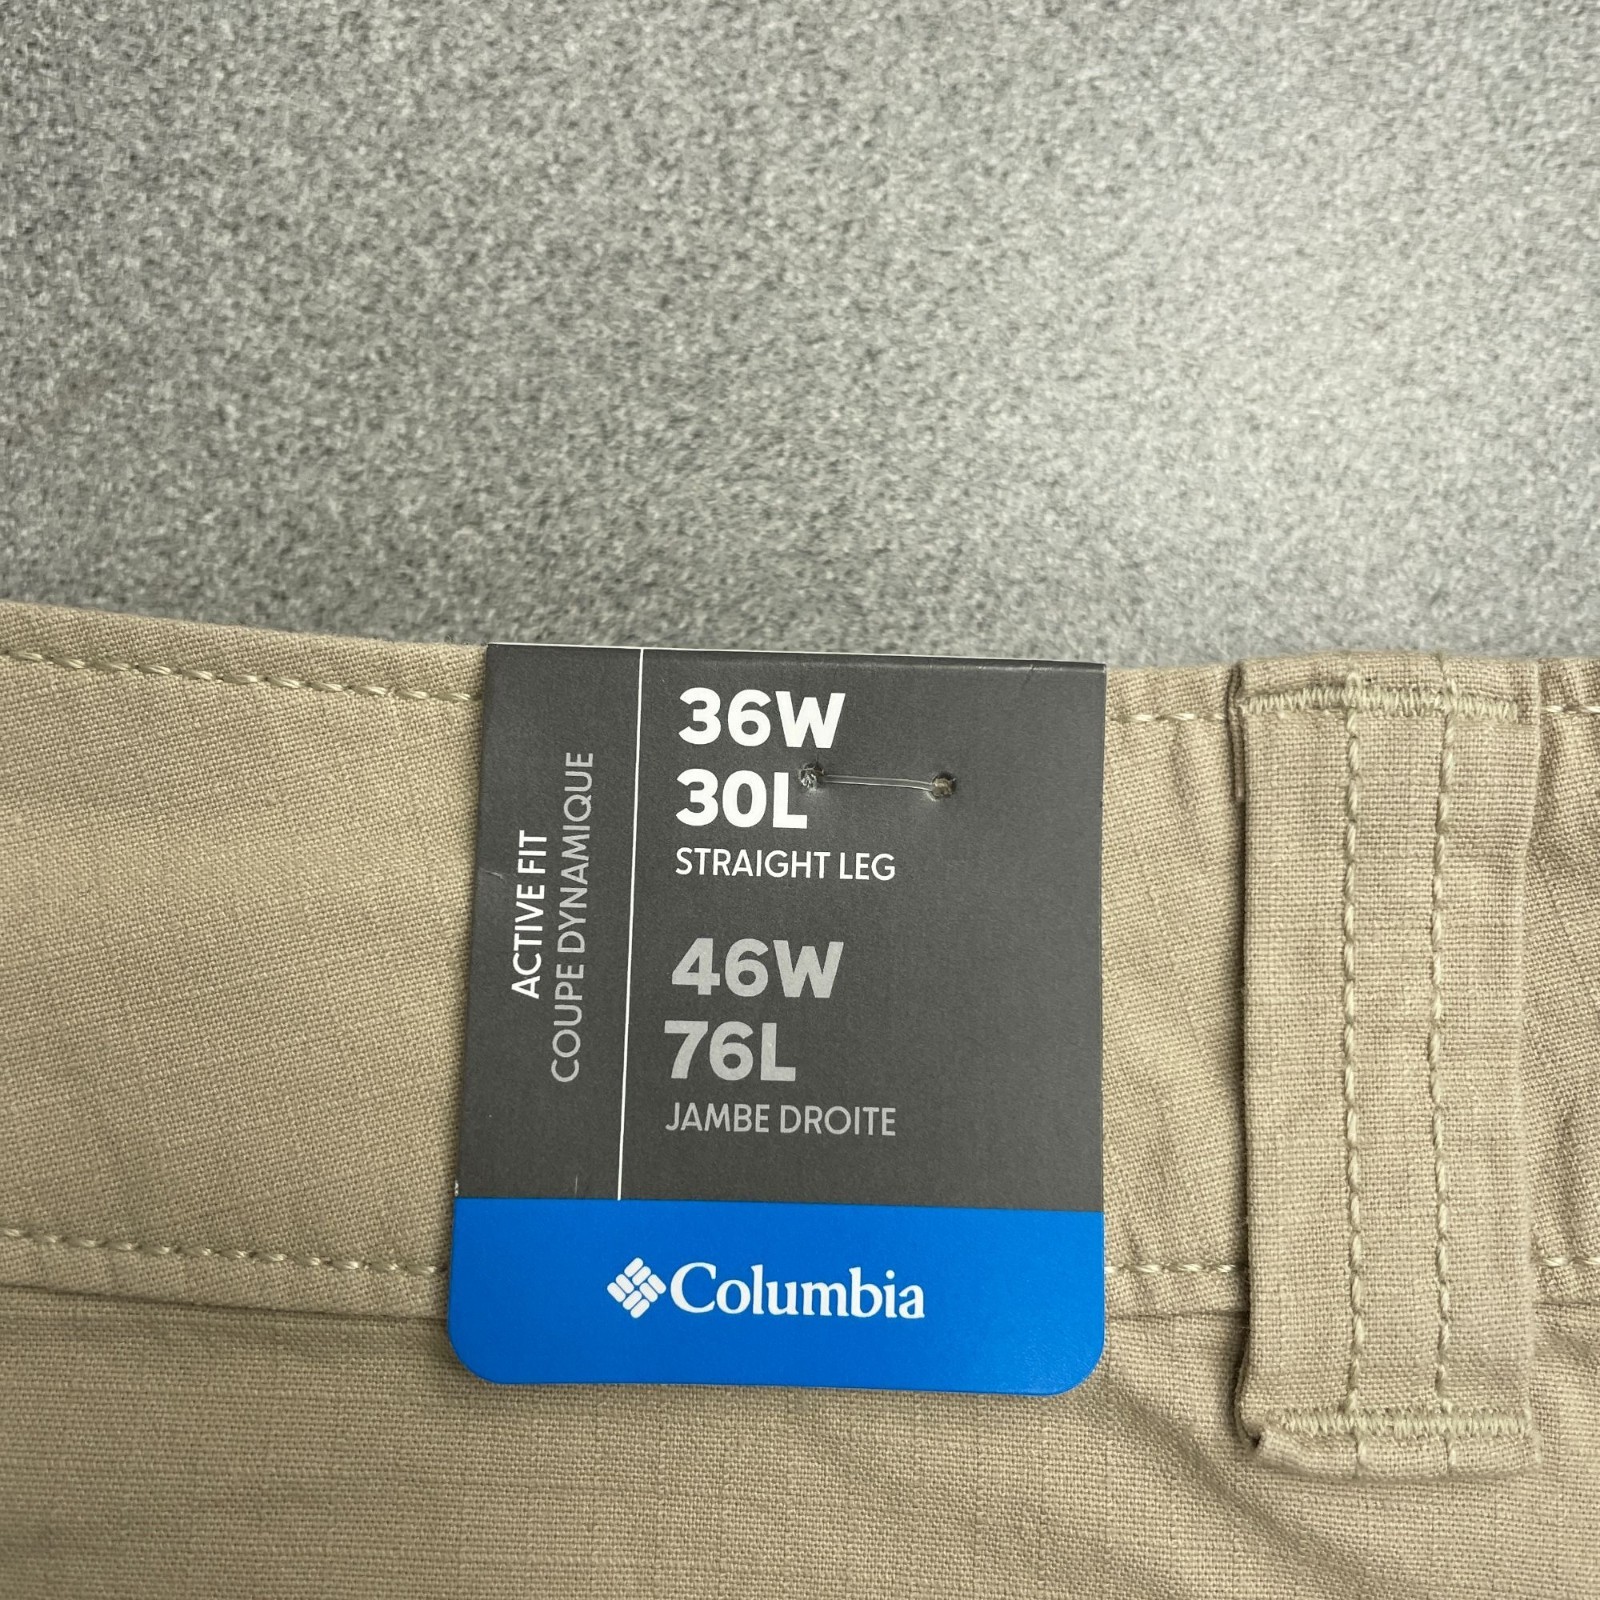 ACTIVE FIT
COUPE DYNAMIQUE
36W
30L
STRAIGHT LEG
46W
76L
JAMBE DROITE
Columbia